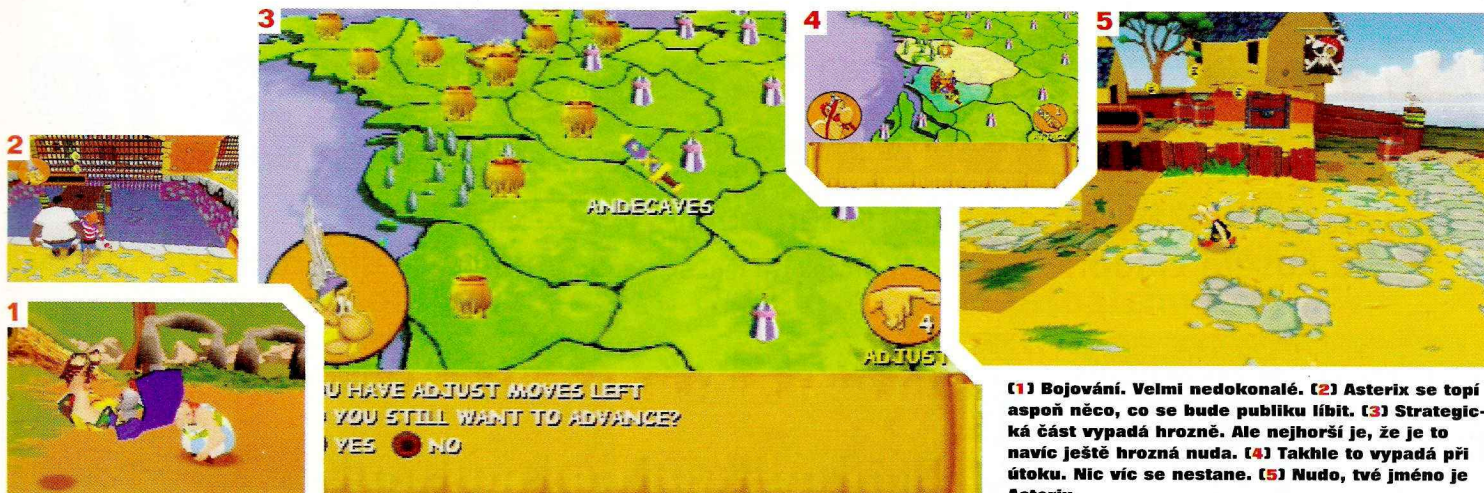 3
4
5
2
1
ANDECAVES
4
ADJUST
U HAVE ADJUST MOVES LEFT
YOU STILL WANT TO ADVANCE?
YES NO
(1) Bojování. Velmi nedokonalé. (2) Asterix se topí
aspoň něco, co se bude publiku líbit. (3) Strategic-
ká část vypadá hrozně. Ale nejhorší je, že je to
navíc ještě hrozná nuda. (4) Takhle to vypadá při
útoku. Nic víc se nestane. (5) Nudo, tvé jméno je